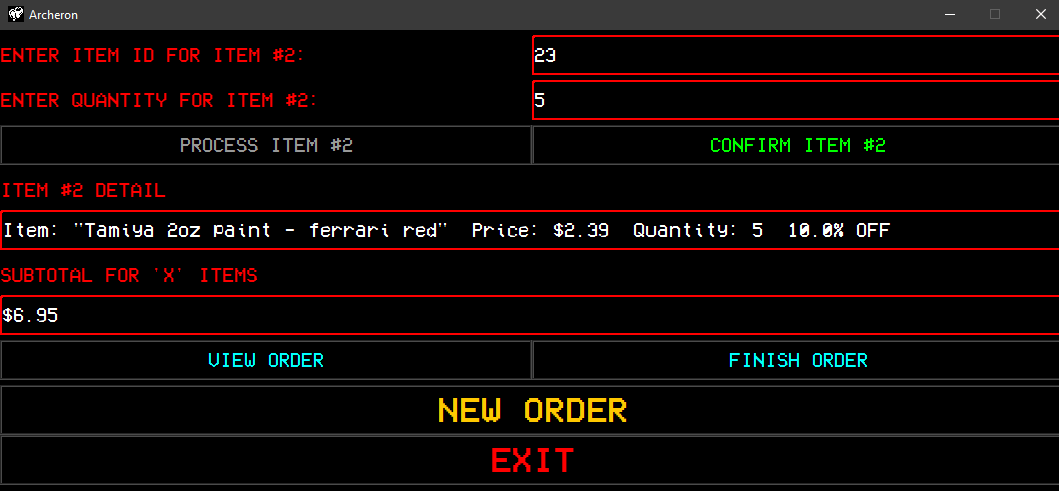 Archeron
ENTER ITEM ID FOR ITEM #2: 23
ENTER QUANTITY FOR ITEM #2: 5
PROCESS ITEM #2 CONFIRM ITEM #2
ITEM #2 DETAIL
Item: "Tamiya 2oz paint - ferrari red" Price: $2.39 Quantity: 5 10.0% OFF
SUBTOTAL FOR 'X' ITEMS
$6.95
VIEW ORDER FINISH ORDER
NEW ORDER
EXIT